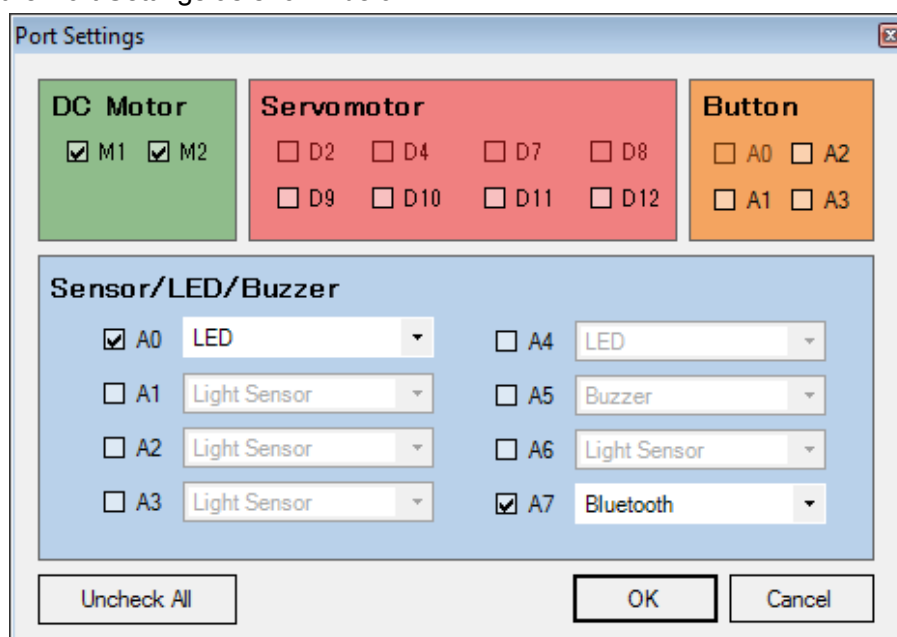 Port Settings
DC Motor
M1 M2
Servomotor
D2 D4 D7 D8
D9 D10 D11 D12
Button
A0 A2
A1 A3
Sensor/LED/Buzzer
A0 LED
A1 Light Sensor
A2 Light Sensor
A3 Light Sensor
A4 LED
A5 Buzzer
A6 Light Sensor
A7 Bluetooth
Uncheck All OK Cancel